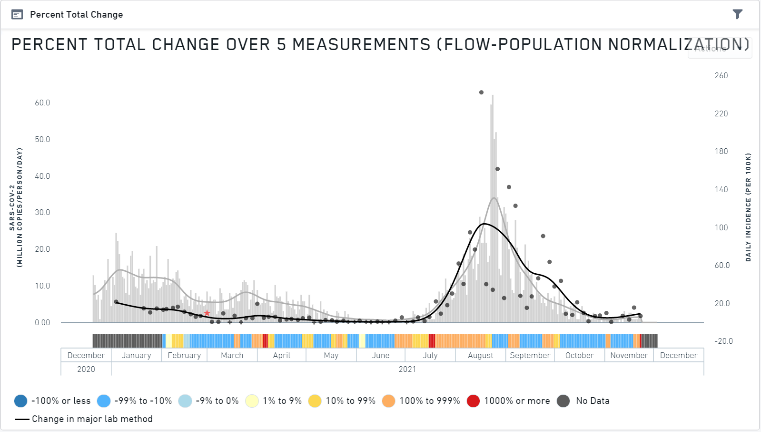 Percent Total Change
PERCENT TOTAL CHANGE OVER 5 MEASUREMENTS (FLOW-POPULATION NORMALIZATION)
260
60.0
220
50.0
180
40.0
140
30.0
100
20.0
60.0
10.0
20.0
0.00
-20.0
SARS-COV-2
(MILLION COPIES/PERSON/DAY)
DAILY INCIDENCE (PER 100K)
December January February March April May June July August September October November December
2020 2021
-100% or less -99% to -10% -9% to 0% 1% to 9% 10% to 99% 100% to 999% 1000% or more No Data
Change in major lab method